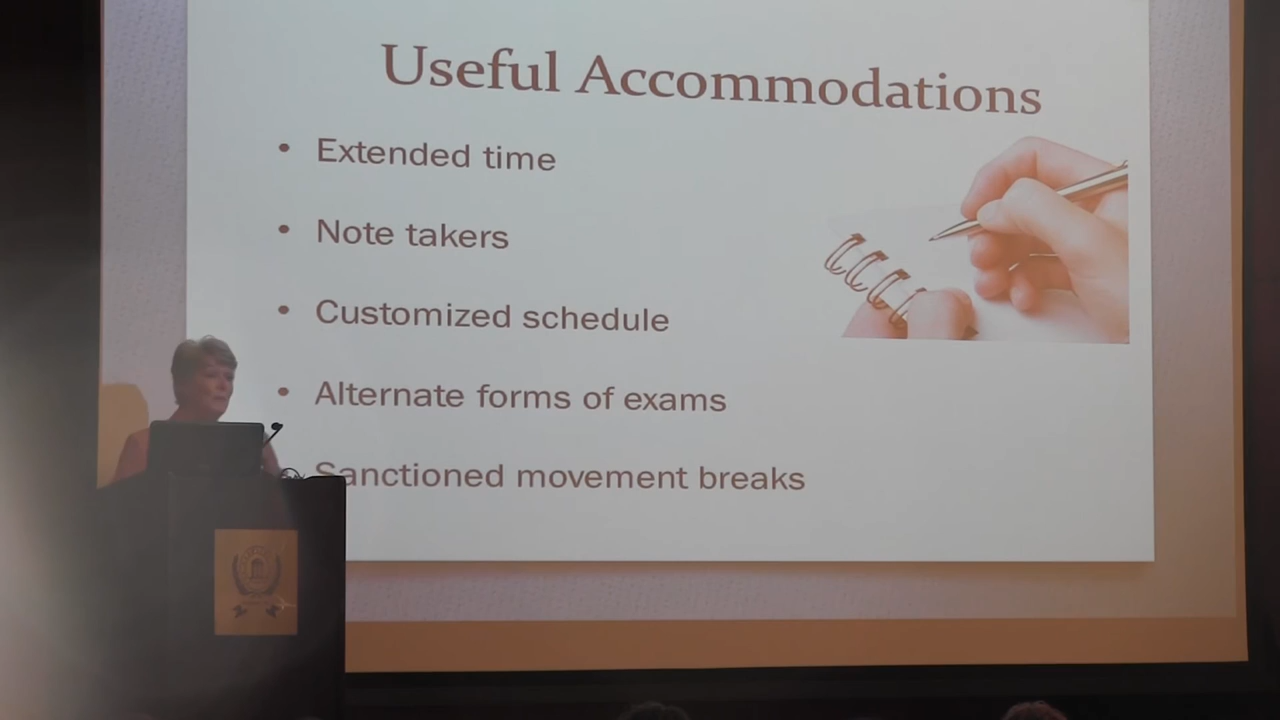 Useful Accommodations
• Extended time
• Note takers
• Customized schedule
• Alternate forms of exams
Sanctioned movement breaks